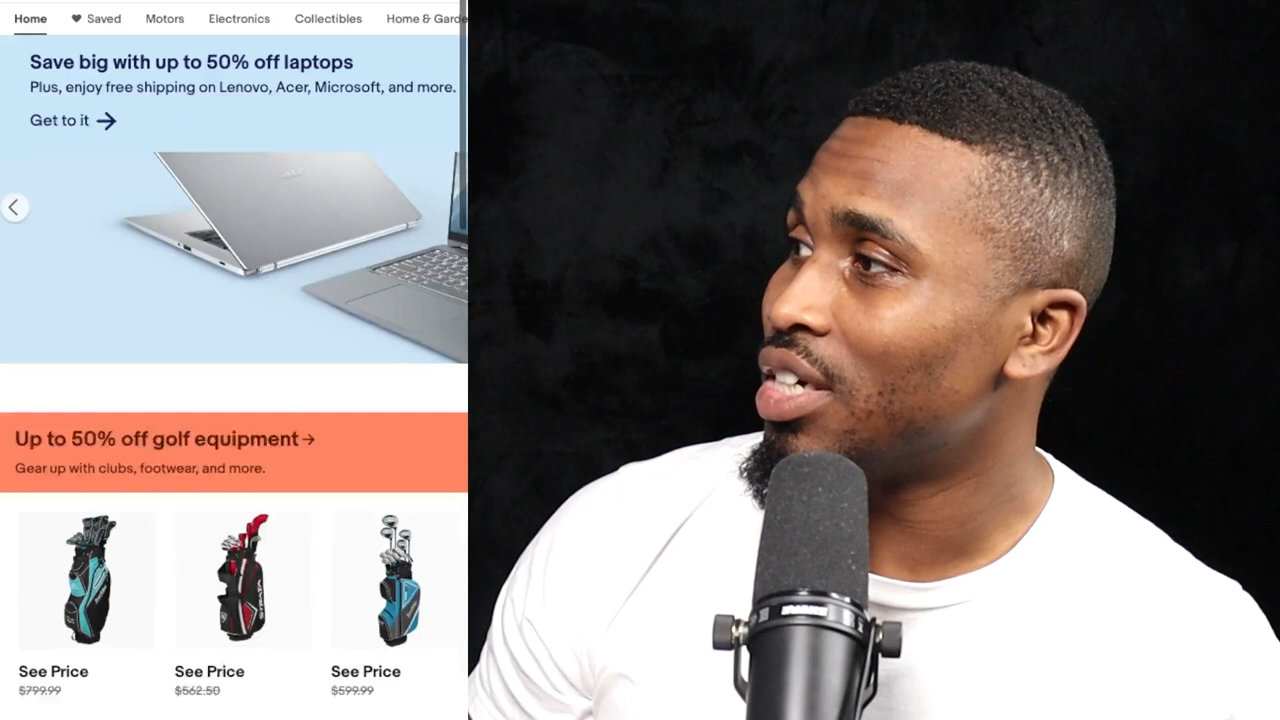 Home Saved Motors Electronics Collectibles Home & Garde
Save big with up to 50% off laptops
Plus, enjoy free shipping on Lenovo, Acer, Microsoft, and more.
Get to it
Up to 50% off golf equipment
Gear up with clubs, footwear, and more.
STRATA
See Price See Price See Price
$799.99 $562.50 $599.99